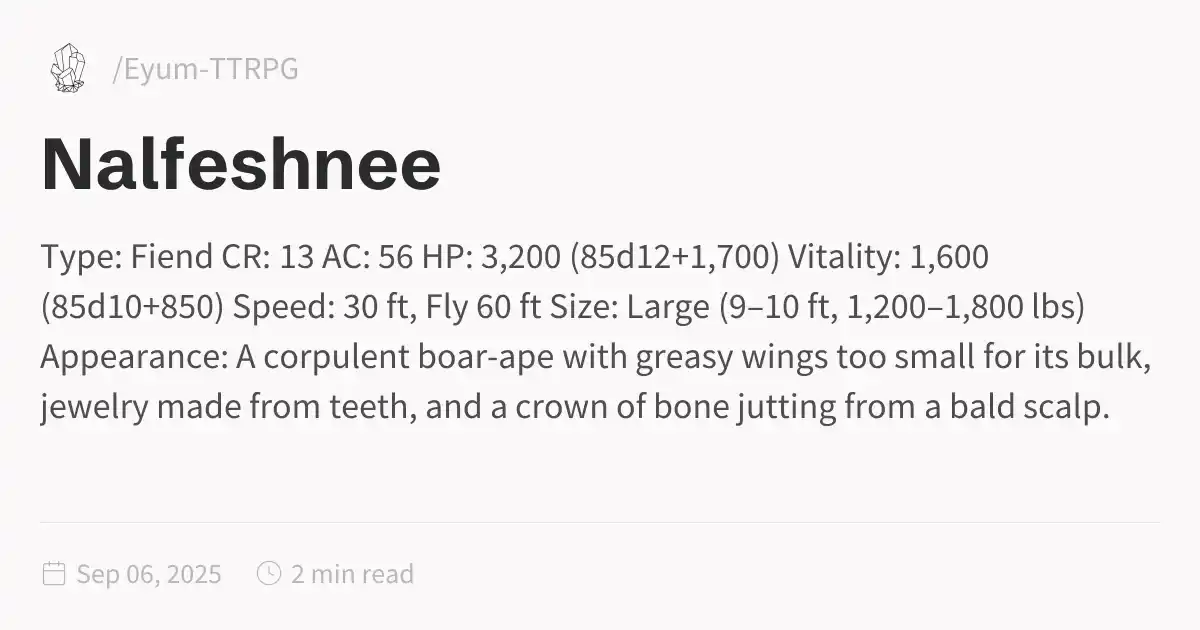 /Eyum-TTRPG
Nalfeshnee
Type: Fiend CR: 13 AC: 56 HP: 3,200 (85d12+1,700) Vitality: 1,600
(85d10+850) Speed: 30 ft, Fly 60 ft Size: Large (9–10 ft, 1,200–1,800 lbs)
Appearance: A corpulent boar-ape with greasy wings too small for its bulk,
jewelry made from teeth, and a crown of bone jutting from a bald scalp.
Sep 06, 2025 2 min read